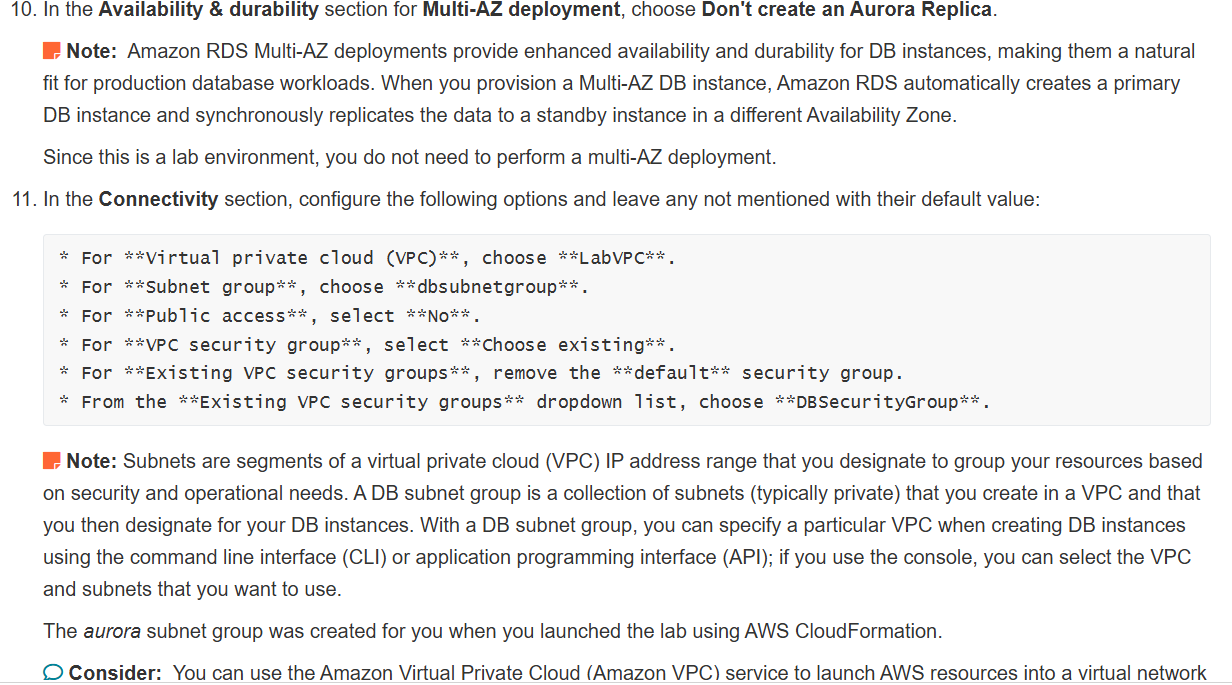 10. In the Availability & durability section for Multi-AZ deployment, choose Don't create an Aurora Replica.
Note: Amazon RDS Multi-AZ deployments provide enhanced availability and durability for DB instances, making them a natural
fit for production database workloads. When you provision a Multi-AZ DB instance, Amazon RDS automatically creates a primary
DB instance and synchronously replicates the data to a standby instance in a different Availability Zone.
Since this is a lab environment, you do not need to perform a multi-AZ deployment.
11. In the Connectivity section, configure the following options and leave any not mentioned with their default value:
* For **Virtual private cloud (VPC)**, choose **LabVPC**.
* For **Subnet group**, choose **dbsubnetgroup**.
* For **Public access**, select **No**.
* For **VPC security group**, select **Choose existing**.
* For **Existing VPC security groups**, remove the **default** security group.
* From the **Existing VPC security groups** dropdown list, choose **DBSecurityGroup**.
Note: Subnets are segments of a virtual private cloud (VPC) IP address range that you designate to group your resources based
on security and operational needs. A DB subnet group is a collection of subnets (typically private) that you create in a VPC and that
you then designate for your DB instances. With a DB subnet group, you can specify a particular VPC when creating DB instances
using the command line interface (CLI) or application programming interface (API); if you use the console, you can select the VPC
and subnets that you want to use.
The aurora subnet group was created for you when you launched the lab using AWS CloudFormation.
Consider: You can use the Amazon Virtual Private Cloud (Amazon VPC) service to launch AWS resources into a virtual network